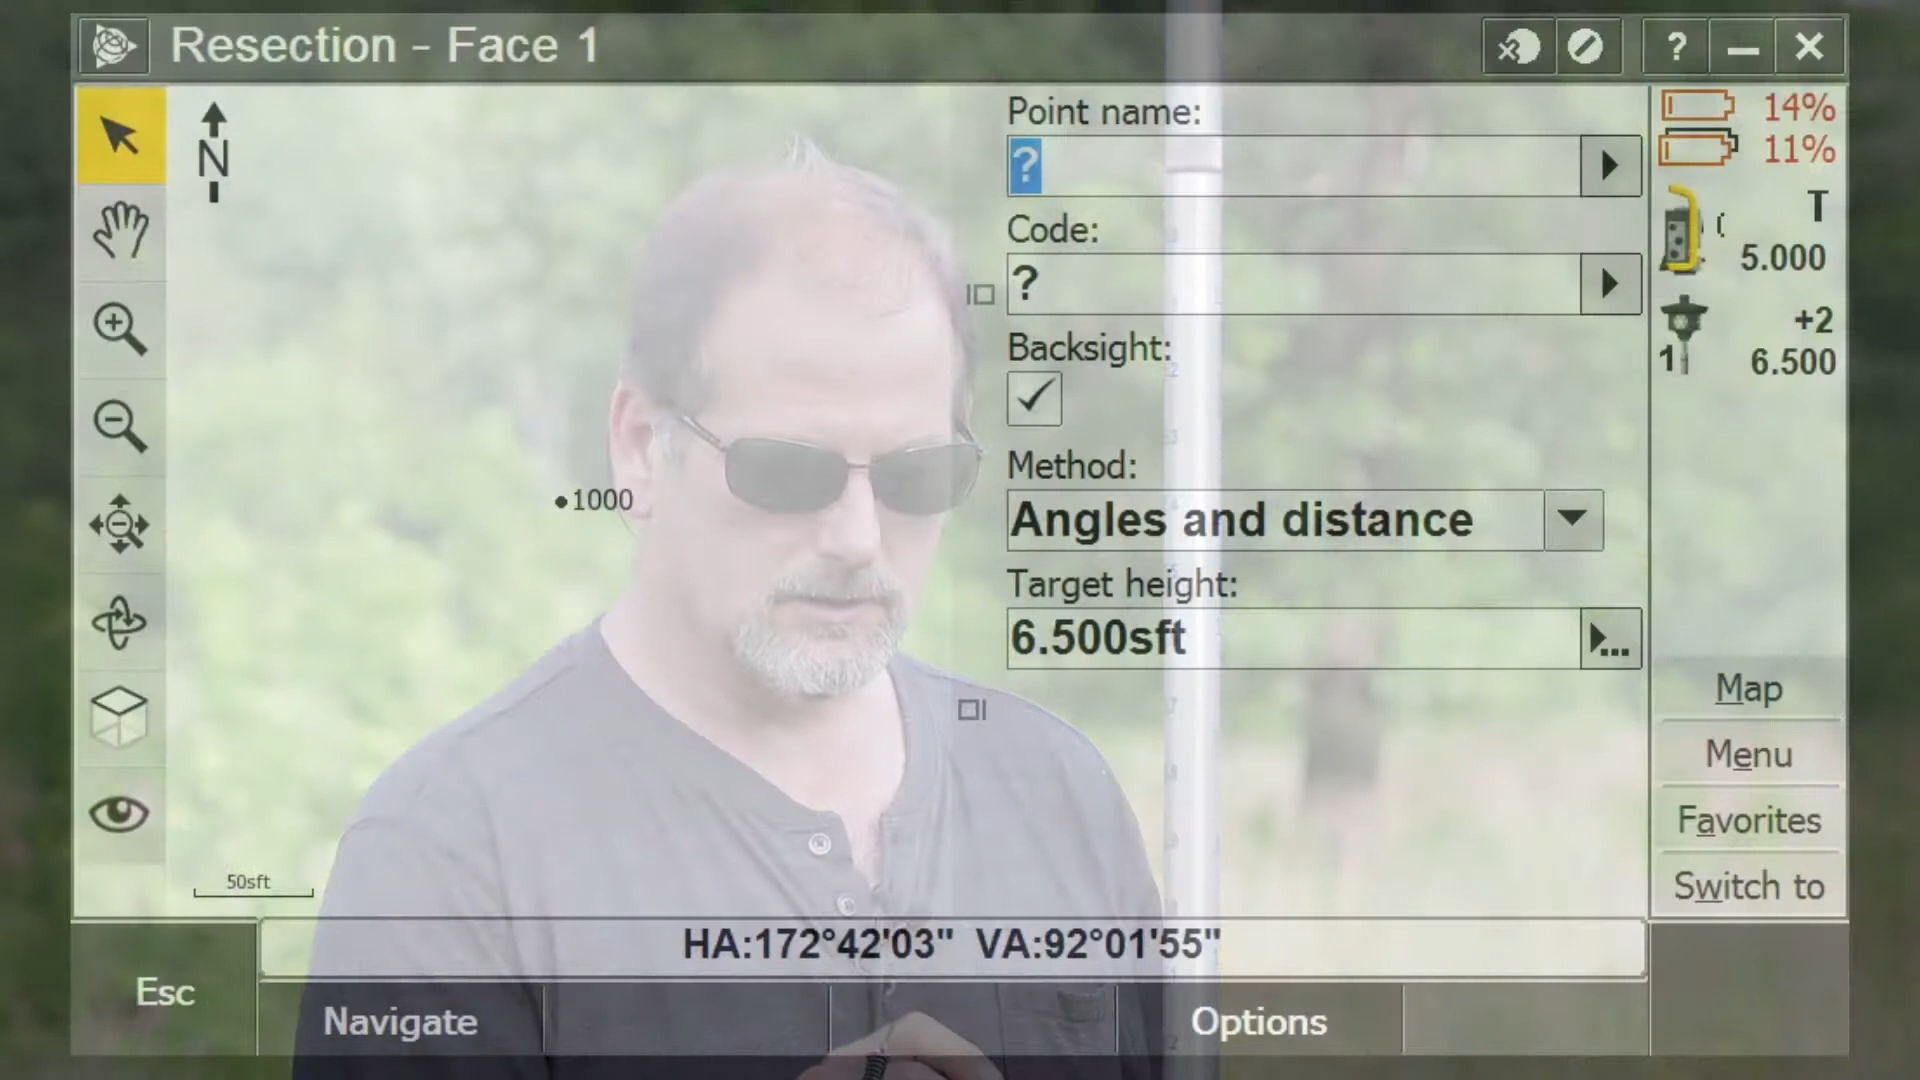 Resection - Face 1
?
N
Point name:
?
Code:
?
Backsight:
Method:
Angles and distance
Target height:
6.500sft
1000
50sft
14%
11%
T
5.000
+2
1 6.500
Map
Menu
Favorites
Switch to
HA:172°42'03" VA:92°01'55"
Esc
Navigate
Options